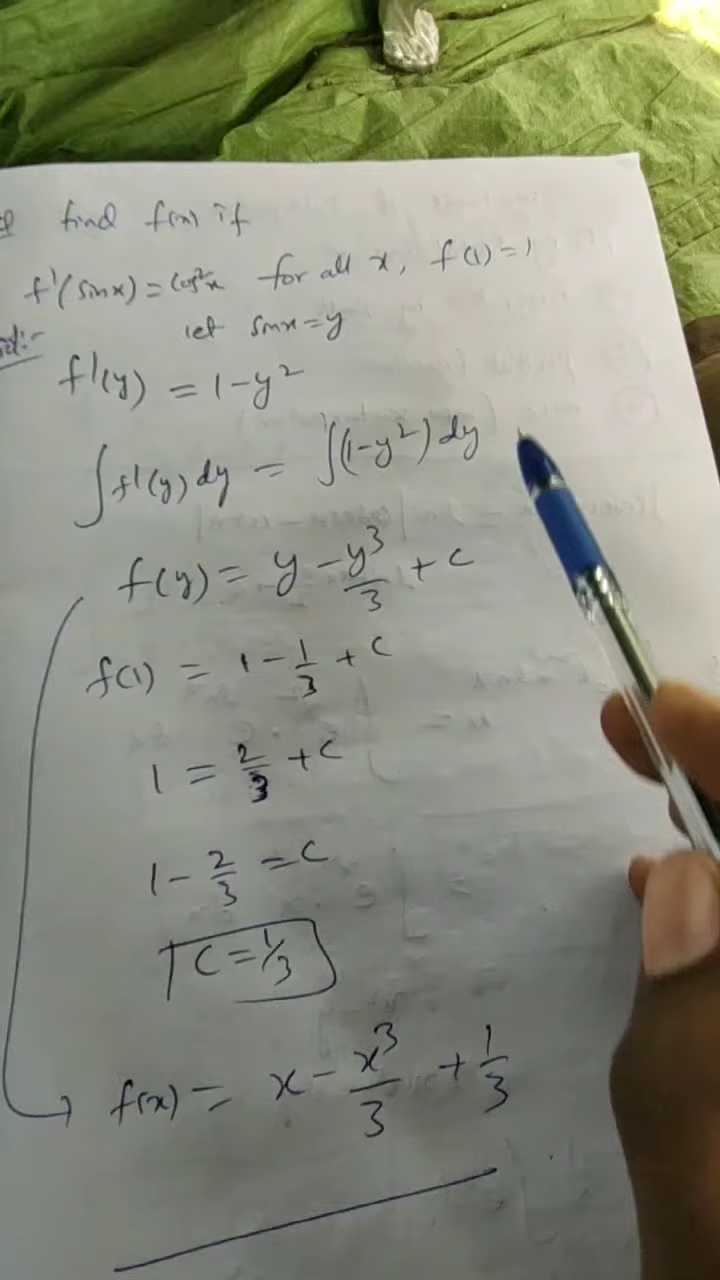 find f(x) if
f'(sinx) = cos²x for all x, f(1) = 1
let sinx = y
f'(y) = 1 - y²
∫f'(y) dy = ∫(1-y²) dy
f(y) = y - y³/3 + c
f(1) = 1 - 1/3 + c
1 = 2/3 + c
1 - 2/3 = c
c = 1/3
f(x) = x - x³/3 + 1/3